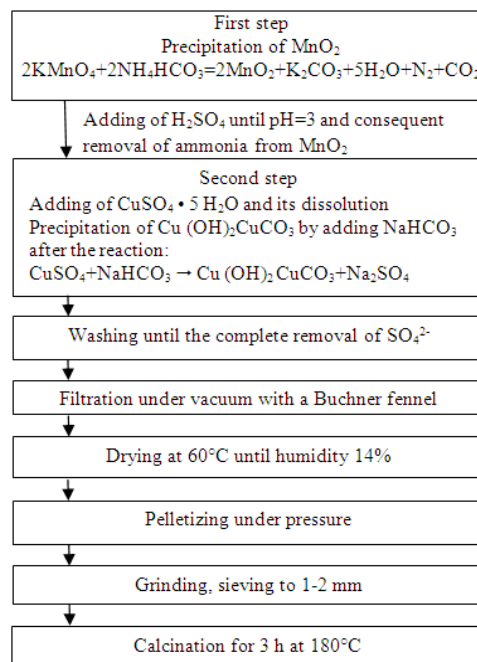 First step
Precipitation of MnO₂
2KMnO₄+2NH₄HCO₃=2MnO₂+K₂CO₃+5H₂O+N₂+CO₂
Adding of H₂SO₄ until pH=3 and consequent
removal of ammonia from MnO₂
Second step
Adding of CuSO₄ • 5 H₂O and its dissolution
Precipitation of Cu (OH)₂CuCO₃ by adding NaHCO₃
after the reaction:
CuSO₄+NaHCO₃ → Cu (OH)₂ CuCO₃+Na₂SO₄
Washing until the complete removal of SO₄²⁻
Filtration under vacuum with a Buchner fennel
Drying at 60°C until humidity 14%
Pelletizing under pressure
Grinding, sieving to 1-2 mm
Calcination for 3 h at 180°C